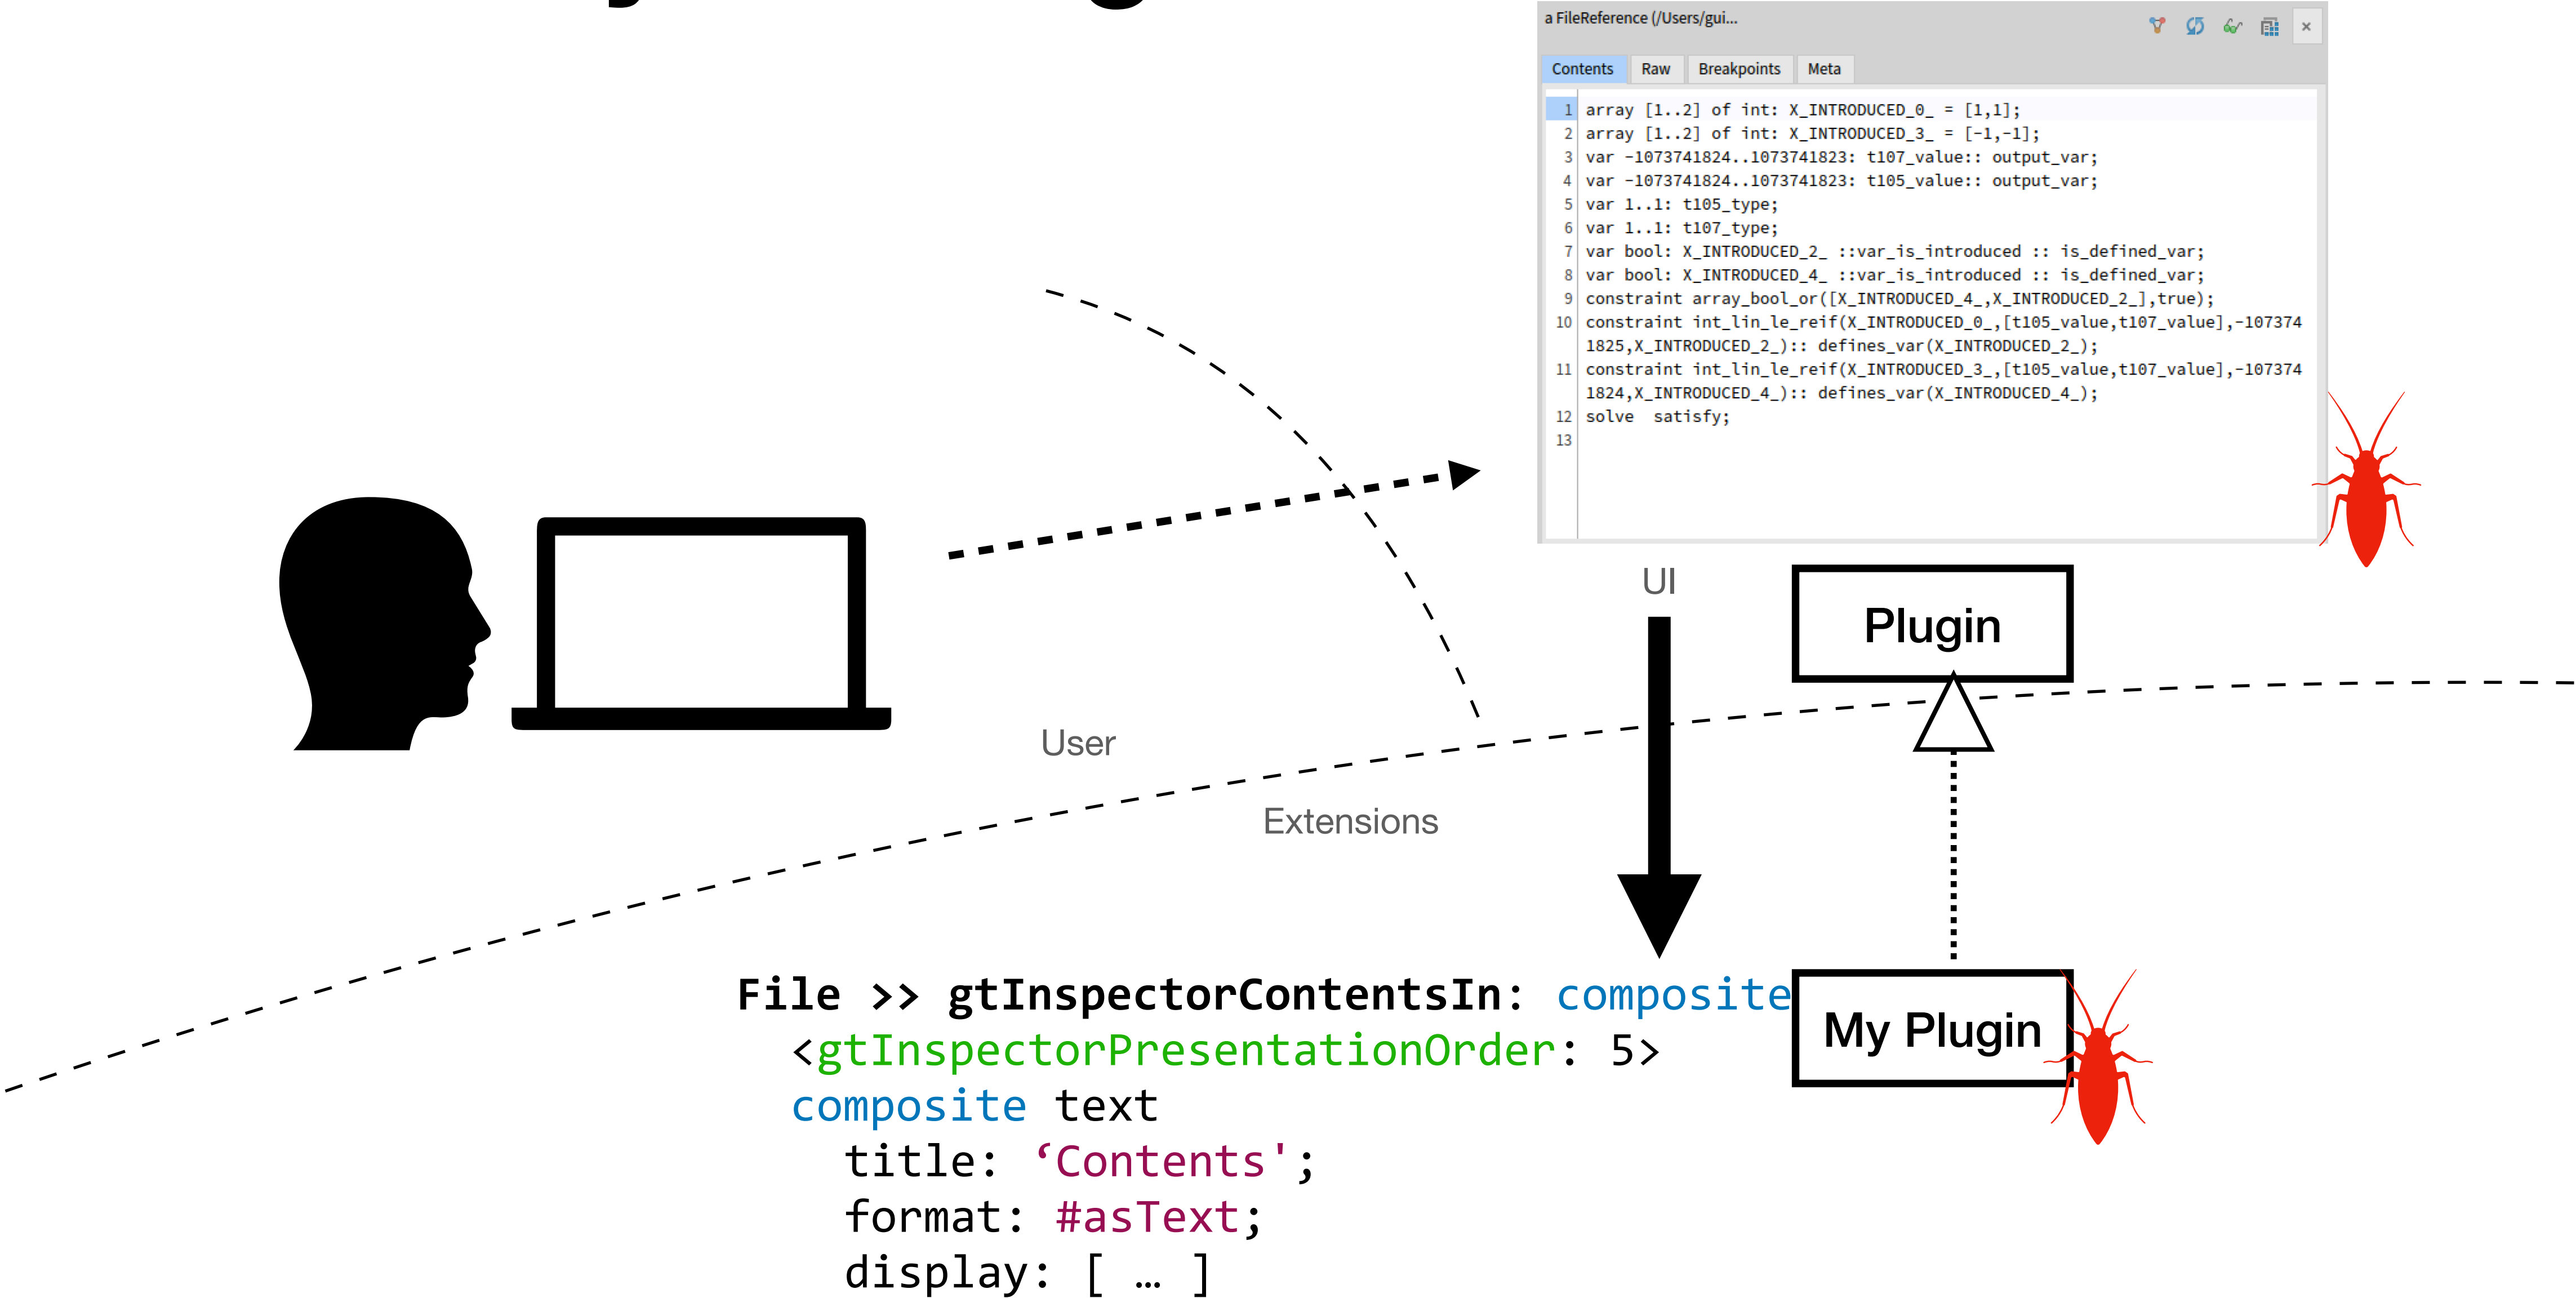 a FileReference (/Users/gui...
Contents Raw Breakpoints Meta
1 array [1..2] of int: X_INTRODUCED_0_ = [1,1];
2 array [1..2] of int: X_INTRODUCED_3_ = [-1,-1];
3 var -1073741824..1073741823: t107_value:: output_var;
4 var -1073741824..1073741823: t105_value:: output_var;
5 var 1..1: t105_type;
6 var 1..1: t107_type;
7 var bool: X_INTRODUCED_2_ ::var_is_introduced :: is_defined_var;
8 var bool: X_INTRODUCED_4_ ::var_is_introduced :: is_defined_var;
9 constraint array_bool_or([X_INTRODUCED_4_,X_INTRODUCED_2_],true);
10 constraint int_lin_le_reif(X_INTRODUCED_0_,[t105_value,t107_value],-107374
1825,X_INTRODUCED_2_):: defines_var(X_INTRODUCED_2_);
11 constraint int_lin_le_reif(X_INTRODUCED_3_,[t105_value,t107_value],-107374
1824,X_INTRODUCED_4_):: defines_var(X_INTRODUCED_4_);
12 solve  satisfy;
13
UI
Plugin
User
Extensions
File >> gtInspectorContentsIn: composite
<gtInspectorPresentationOrder: 5>
composite text
title: ‘Contents';
format: #asText;
display: [ … ]
My Plugin